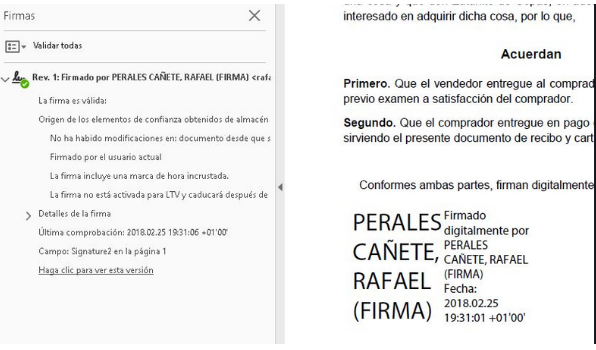 Firmas
Validar todas
Rev. 1: Firmado por PERALES CAÑETE, RAFAEL (FIRMA)
La firma es válida:
Origen de los elementos de confianza obtenidos de almacén
No ha habido modificaciones en: documento desde que s
Firmado por el usuario actual
La firma incluye una marca de hora incrustada.
La firma no está activada para LTV y caducará después de
Detalles de la firma
Última comprobación: 2018.02.25 19:31:06 +01'00'
Campo: Signature2 en la página 1
Haga clic para ver esta versión
interesado en adquirir dicha cosa, por lo que,
Acuerdan
Primero. Que el vendedor entregue al comprad
previo examen a satisfacción del comprador.
Segundo. Que el comprador entregue en pago
sirviendo el presente documento de recibo y cart
Conformes ambas partes, firman digitalmente
PERALES
CAÑETE,
RAFAEL
(FIRMA)
Firmado
digitalmente por
PERALES
CAÑETE, RAFAEL
(FIRMA)
Fecha:
2018.02.25
19:31:01 +01'00'